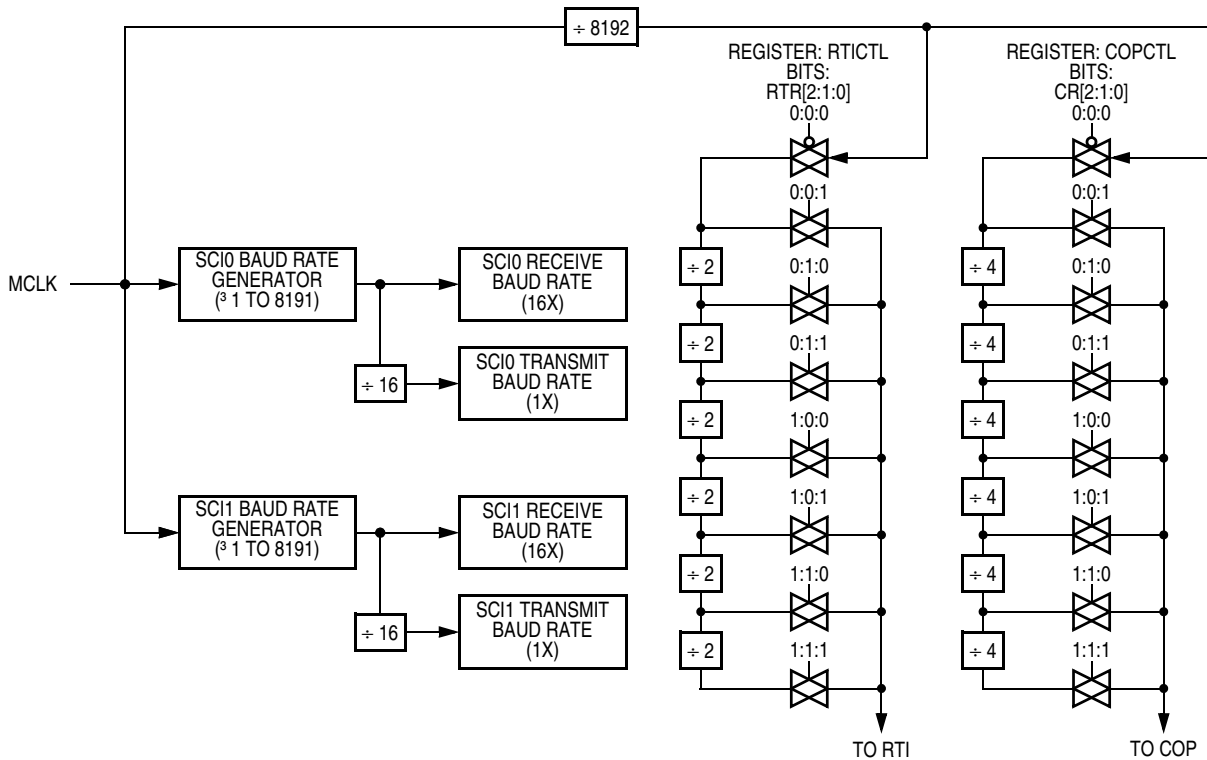 ÷ 8192
REGISTER: RTICTL
BITS:
RTR[2:1:0]
0:0:0
REGISTER: COPCTL
BITS:
CR[2:1:0]
0:0:0
0:0:1
0:0:1
MCLK
SCI0 BAUD RATE
GENERATOR
(³ 1 TO 8191)
SCI0 RECEIVE
BAUD RATE
(16X)
÷ 2
0:1:0
÷ 4
0:1:0
÷ 16
SCI0 TRANSMIT
BAUD RATE
(1X)
÷ 2
0:1:1
÷ 4
0:1:1
÷ 2
1:0:0
÷ 4
1:0:0
SCI1 BAUD RATE
GENERATOR
(³ 1 TO 8191)
SCI1 RECEIVE
BAUD RATE
(16X)
÷ 2
1:0:1
÷ 4
1:0:1
÷ 16
SCI1 TRANSMIT
BAUD RATE
(1X)
÷ 2
1:1:0
÷ 4
1:1:0
÷ 2
1:1:1
÷ 4
1:1:1
TO RTI
TO COP